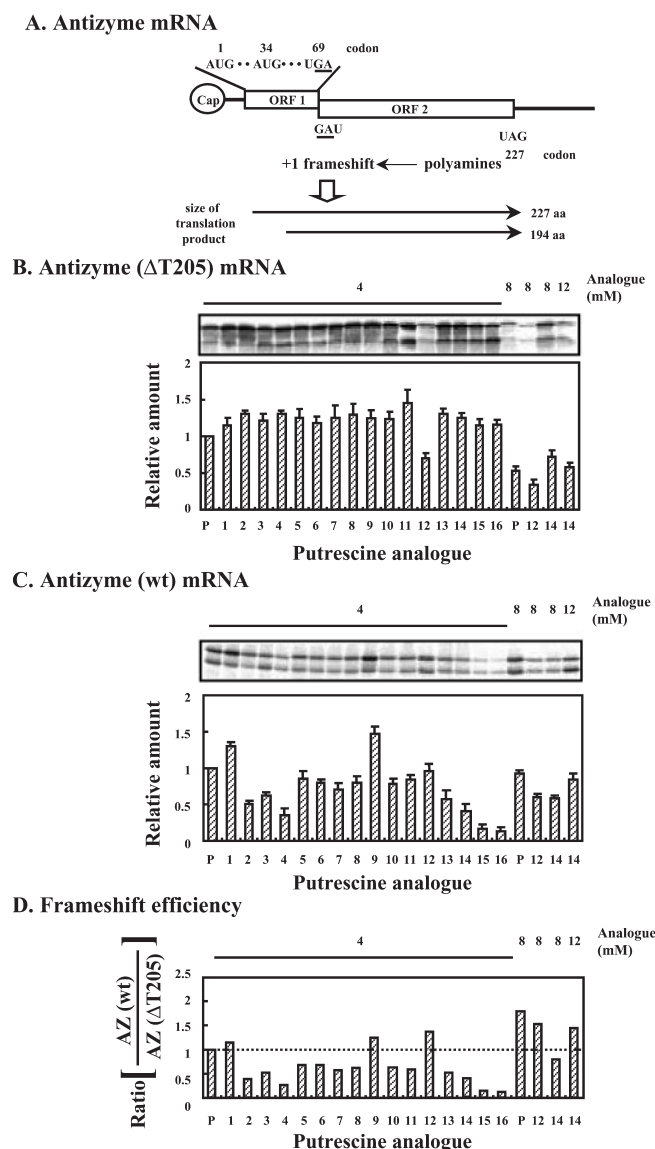 A. Antizyme mRNA
1 34 69 codon
AUG • • AUG • • • UGA
Cap ORF 1 ORF 2
GAU UAG
227 codon
+1 frameshift polyamines
size of translation product
227 aa
194 aa
B. Antizyme (ΔT205) mRNA
4 8 8 8 12 Analogue (mM)
Relative amount
2
1.5
1
0.5
0
P 1 2 3 4 5 6 7 8 9 10 11 12 13 14 15 16 P 12 14 14
Putrescine analogue
C. Antizyme (wt) mRNA
4 8 8 8 12 Analogue (mM)
Relative amount
2
1.5
1
0.5
0
P 1 2 3 4 5 6 7 8 9 10 11 12 13 14 15 16 P 12 14 14
Putrescine analogue
D. Frameshift efficiency
4 8 8 8 12 Analogue (mM)
Ratio [ AZ (wt) / AZ (ΔT205) ]
2.5
2
1.5
1
0.5
0
P 1 2 3 4 5 6 7 8 9 10 11 12 13 14 15 16 P 12 14 14
Putrescine analogue